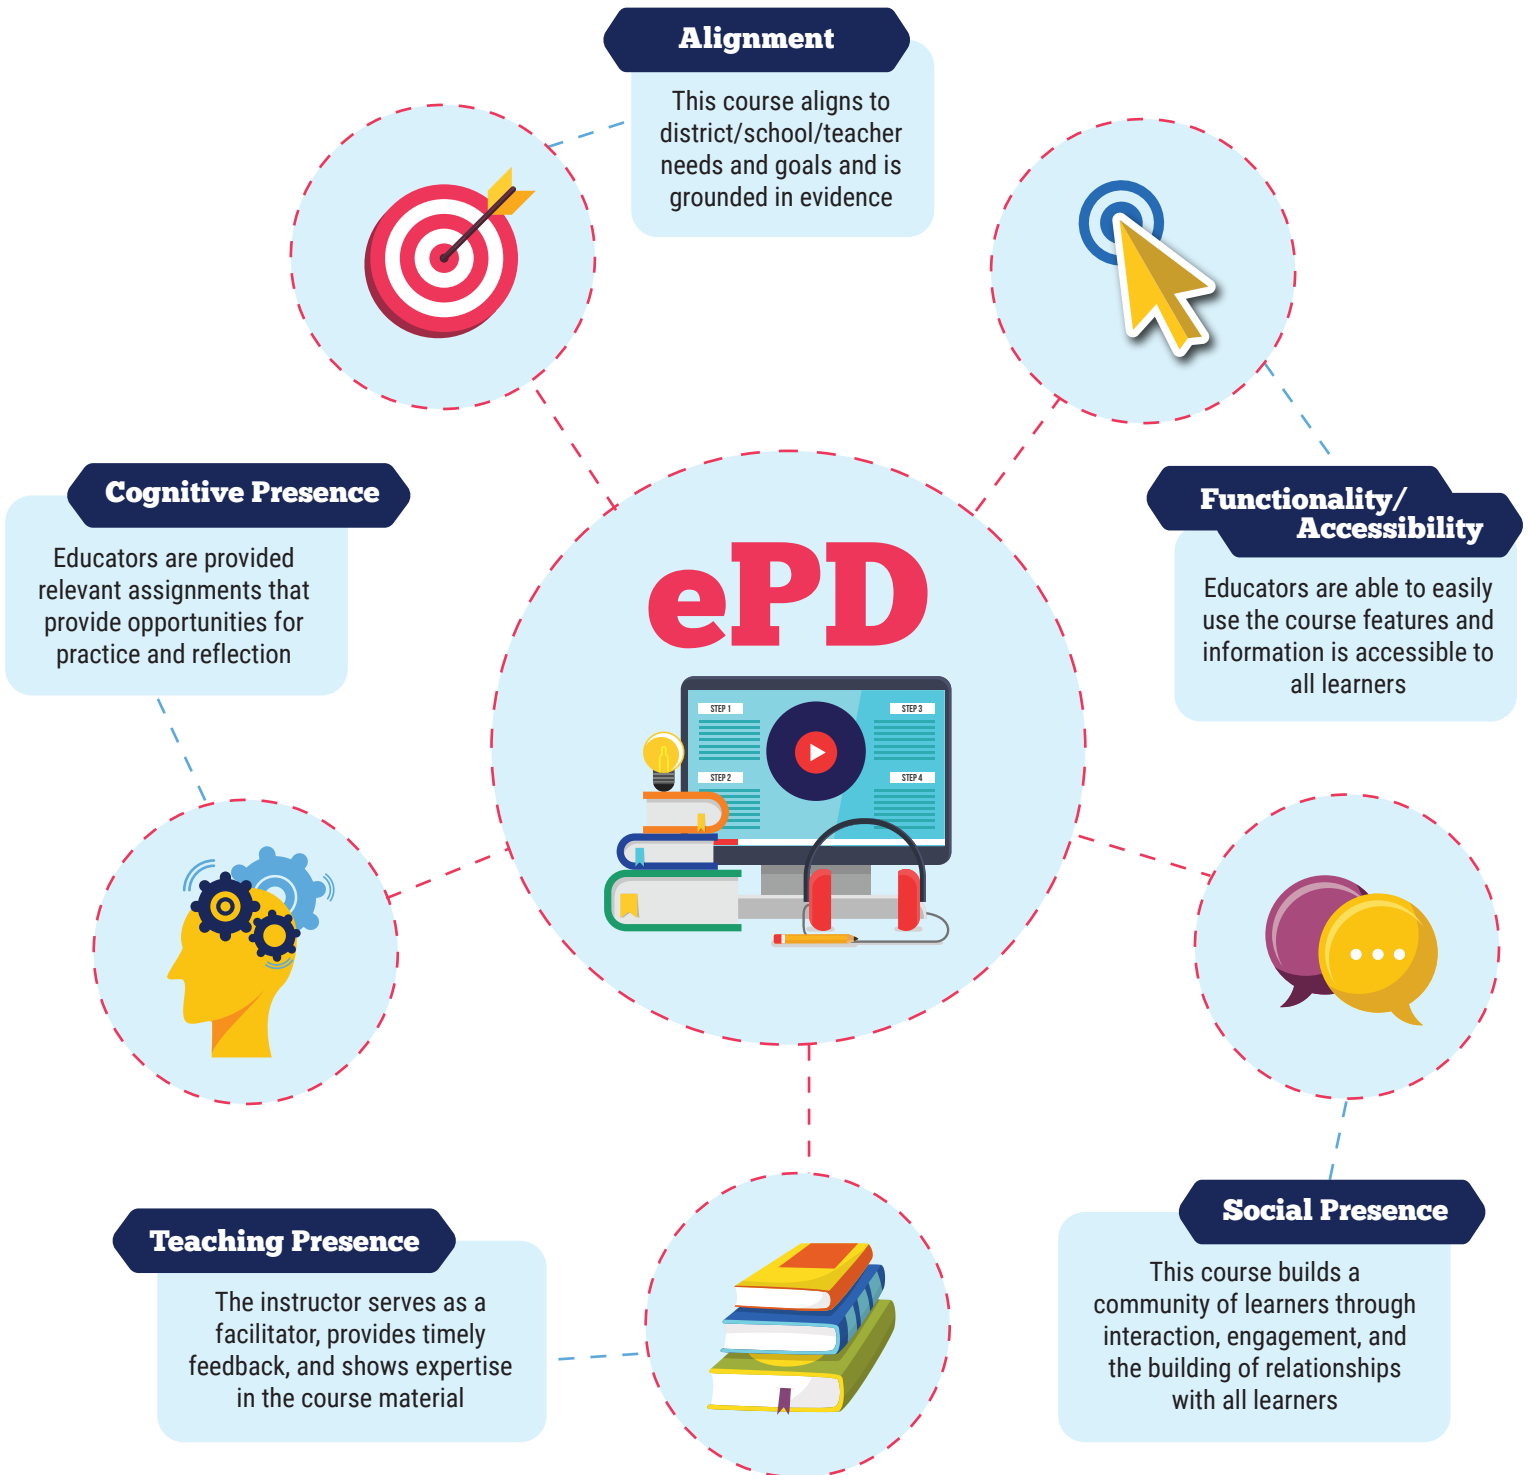 Alignment
This course aligns to
district/school/teacher
needs and goals and is
grounded in evidence
Cognitive Presence
Educators are provided
relevant assignments that
provide opportunities for
practice and reflection
Functionality/
Accessibility
Educators are able to easily
use the course features and
information is accessible to
all learners
ePD
STEP 1
STEP 3
STEP 2
STEP 4
Teaching Presence
The instructor serves as a
facilitator, provides timely
feedback, and shows expertise
in the course material
Social Presence
This course builds a
community of learners through
interaction, engagement, and
the building of relationships
with all learners